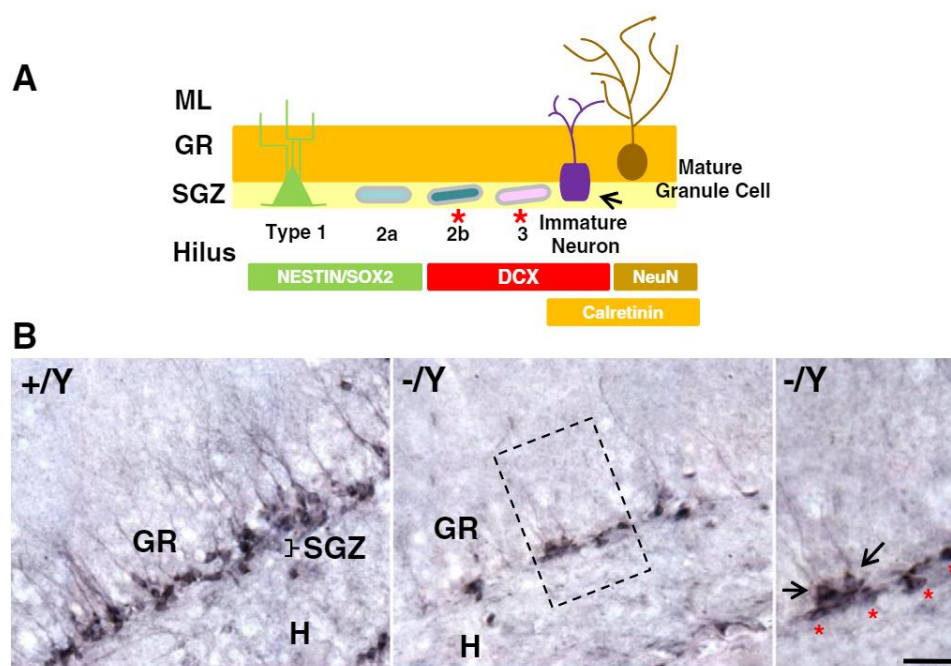 A
ML
GR
SGZ
Hilus
Type 1
2a
2b
3
*
*
Immature
Neuron
Mature
Granule Cell
NESTIN/SOX2
DCX
NeuN
Calretinin
B
+/Y
GR
SGZ
H
-/Y
GR
H
-/Y
*
*
*
*